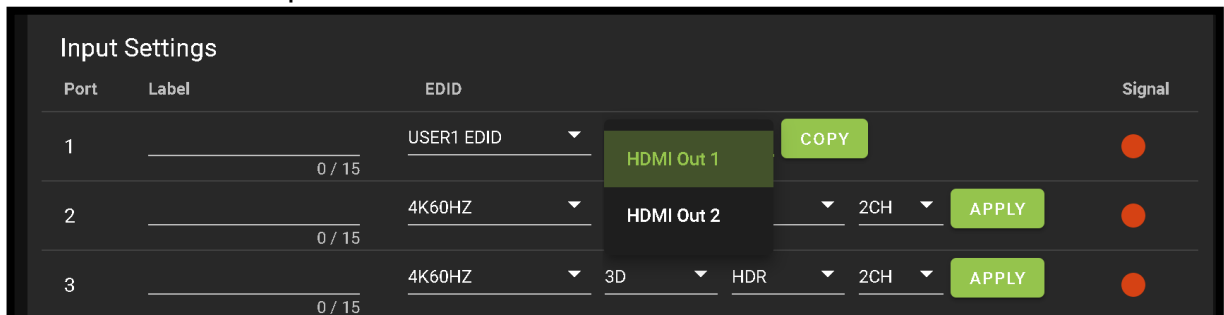 Input Settings
Port Label EDID Signal
1 USER1 EDID HDMI Out 1 COPY
0 / 15
2 4K60HZ HDMI Out 2 2CH APPLY
0 / 15
3 4K60HZ 3D HDR 2CH APPLY
0 / 15